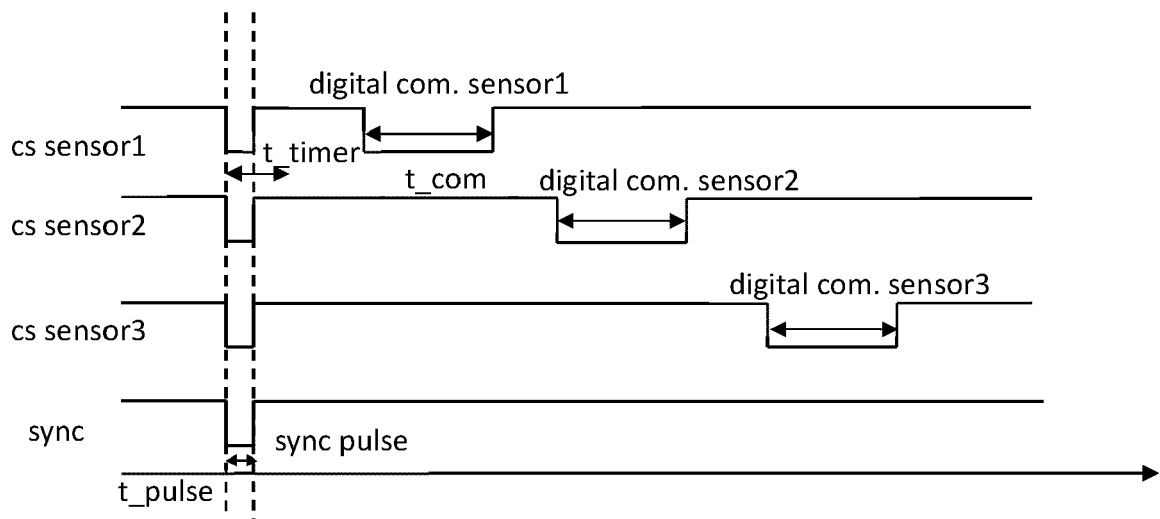 digital com. sensor1
cs sensor1
t_timer
t_com
digital com. sensor2
cs sensor2
digital com. sensor3
cs sensor3
sync
sync pulse
t_pulse